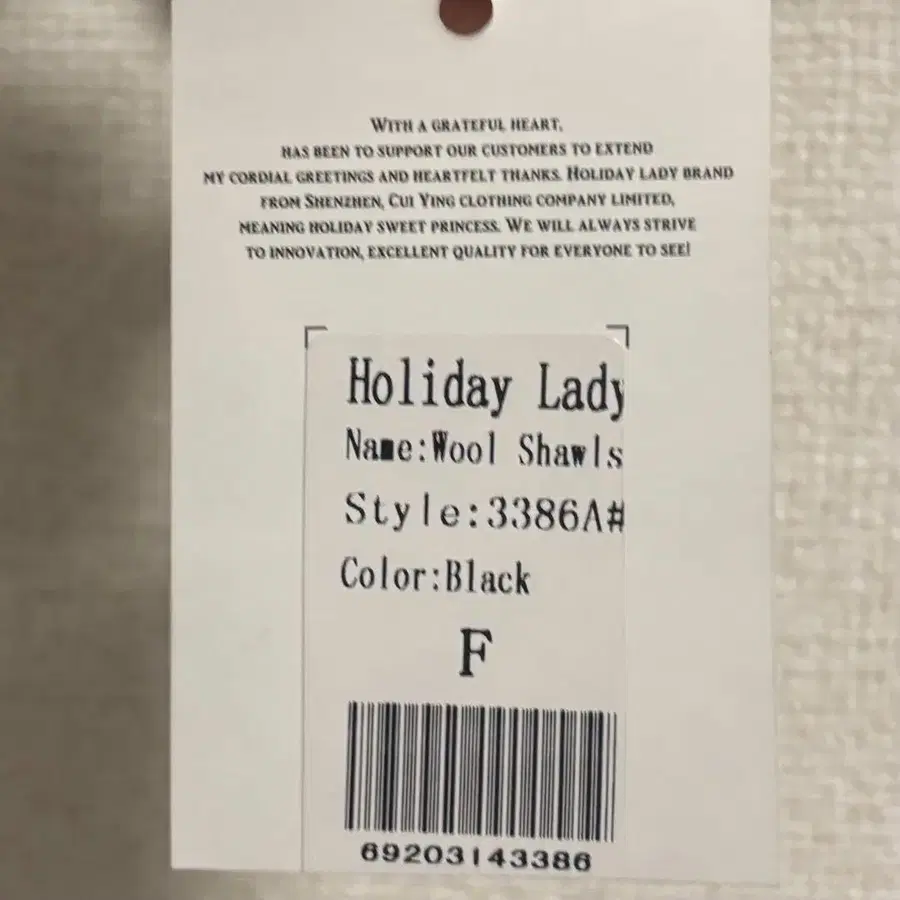 WITH A GRATEFUL HEART,
HAS BEEN TO SUPPORT OUR CUSTOMERS TO EXTEND
MY CORDIAL GREETINGS AND HEARTFELT THANKS. HOLIDAY LADY BRAND
FROM SHENZHEN, CUI YING CLOTHING COMPANY LIMITED,
MEANING HOLIDAY SWEET PRINCESS. WE WILL ALWAYS STRIVE
TO INNOVATION, EXCELLENT QUALITY FOR EVERYONE TO SEE!
Holiday Lady
Name:Wool Shawls
Style:3386A#
Color:Black
F
69203143386